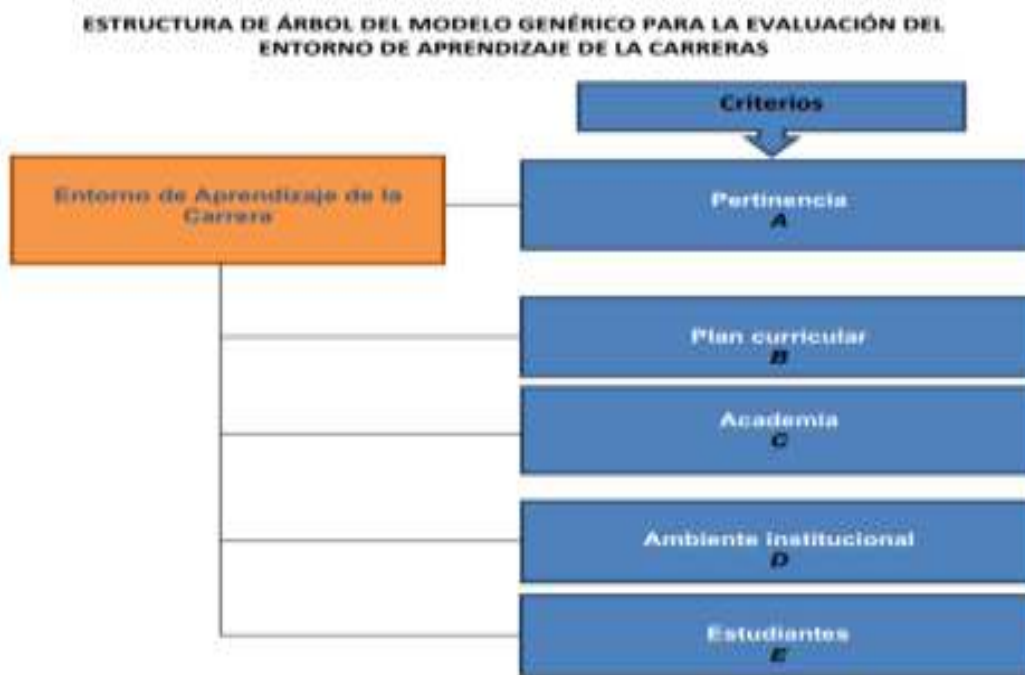 ESTRUCTURA DE ÁRBOL DEL MODELO GENÉRICO PARA LA EVALUACIÓN DEL
ENTORNO DE APRENDIZAJE DE LA CARRERAS
Criterios
Entorno de Aprendizaje de la
Carrera
Pertinencia
A
Plan curricular
B
Academia
C
Ambiente institucional
D
Estudiantes
E